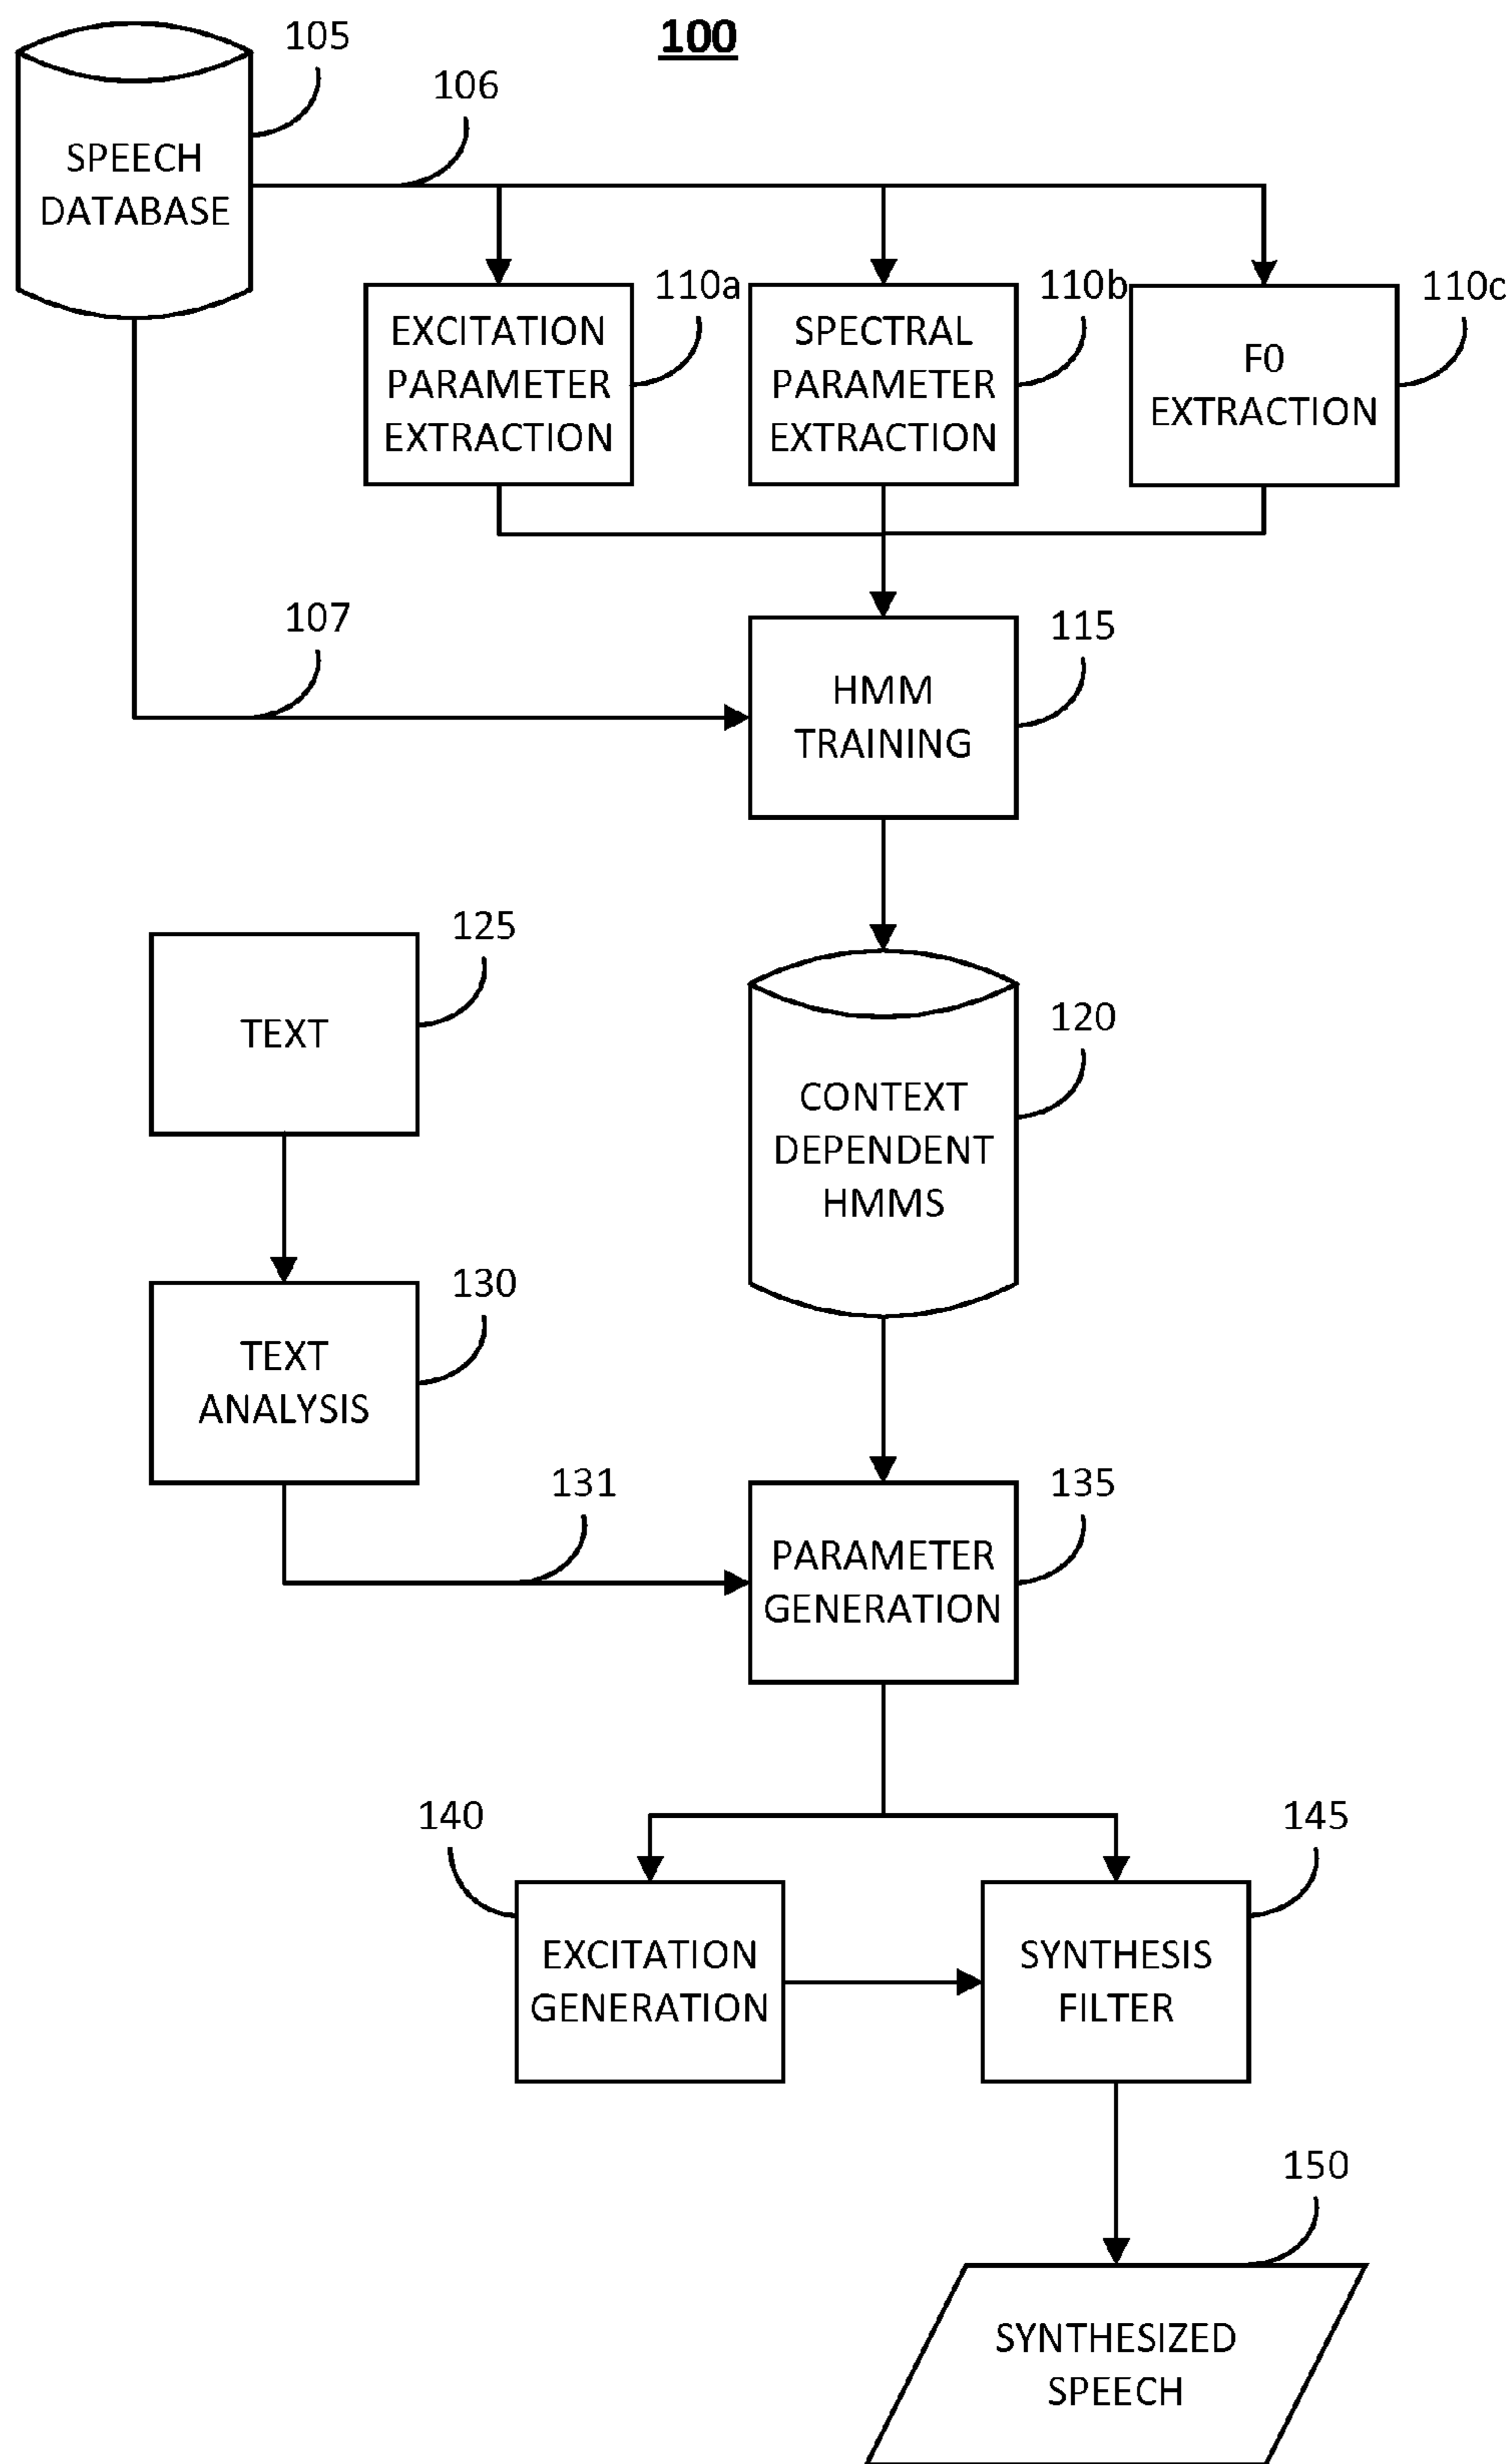 100
105
106
SPEECH
DATABASE
110a
110b
110c
EXCITATION
PARAMETER
EXTRACTION
SPECTRAL
PARAMETER
EXTRACTION
F0
EXTRACTION
107
115
HMM
TRAINING
125
TEXT
120
CONTEXT
DEPENDENT
HMMS
130
TEXT
ANALYSIS
131
135
PARAMETER
GENERATION
140
145
EXCITATION
GENERATION
SYNTHESIS
FILTER
150
SYNTHESIZED
SPEECH